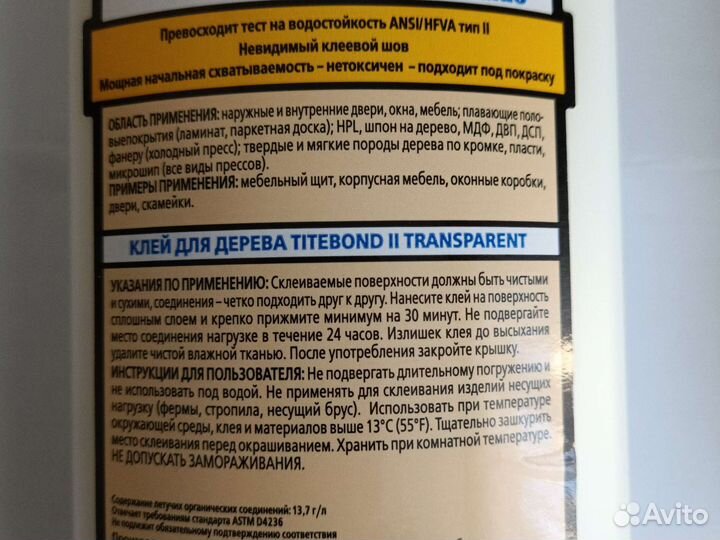 Превосходит тест на водостойкость ANSI/HFVA тип II
Невидимый клеевой шов
Мощная начальная схватываемость – нетоксичен – подходит под покраску
ОБЛАСТЬ ПРИМЕНЕНИЯ: наружные и внутренние двери, окна, мебель; плавающие поло-
выепокрытия (ламинат, паркетная доска); HPL, шпон на дерево, МДФ, ДВП, ДСП,
фанеру (холодный пресс); твердые и мягкие породы дерева по кромке, пласти,
микрошип (все виды прессов).
ПРИМЕРЫ ПРИМЕНЕНИЯ: мебельный щит, корпусная мебель, оконные коробки,
двери, скамейки.
КЛЕЙ ДЛЯ ДЕРЕВА TITEBOND II TRANSPARENT
УКАЗАНИЯ ПО ПРИМЕНЕНИЮ: Склеиваемые поверхности должны быть чистыми
и сухими, соединения – четко подходить друг к другу. Нанесите клей на поверхность
сплошным слоем и крепко прижмите минимум на 30 минут. Не подвергайте
место соединения нагрузке в течение 24 часов. Излишек клея до высыхания
удалите чистой влажной тканью. После употребления закройте крышку.
ИНСТРУКЦИИ ДЛЯ ПОЛЬЗОВАТЕЛЯ: Не подвергать длительному погружению и
не использовать под водой. Не применять для склеивания изделий несущих
нагрузку (фермы, стропила, несущий брус). Использовать при температуре
окружающей среды, клея и материалов выше 13°C (55°F). Тщательно зашкурить
место склеивания перед окрашиванием. Хранить при комнатной температуре.
НЕ ДОПУСКАТЬ ЗАМОРАЖИВАНИЯ.
Содержание летучих органических соединений: 13,7 г/л
Отвечает требованиям стандарта ASTM D4236
Не подлежит обязательному подтверждению соответствия
Avito